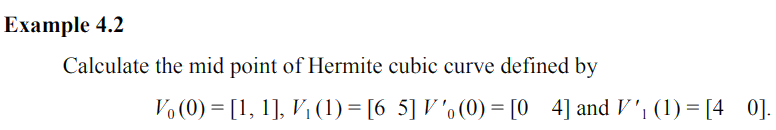 Example 4.2
Calculate the mid point of Hermite cubic curve defined by
V₀ (0) = [1, 1], V₁ (1) = [6 5] V ′₀ (0) = [0 4] and V ′₁ (1) = [4 0].